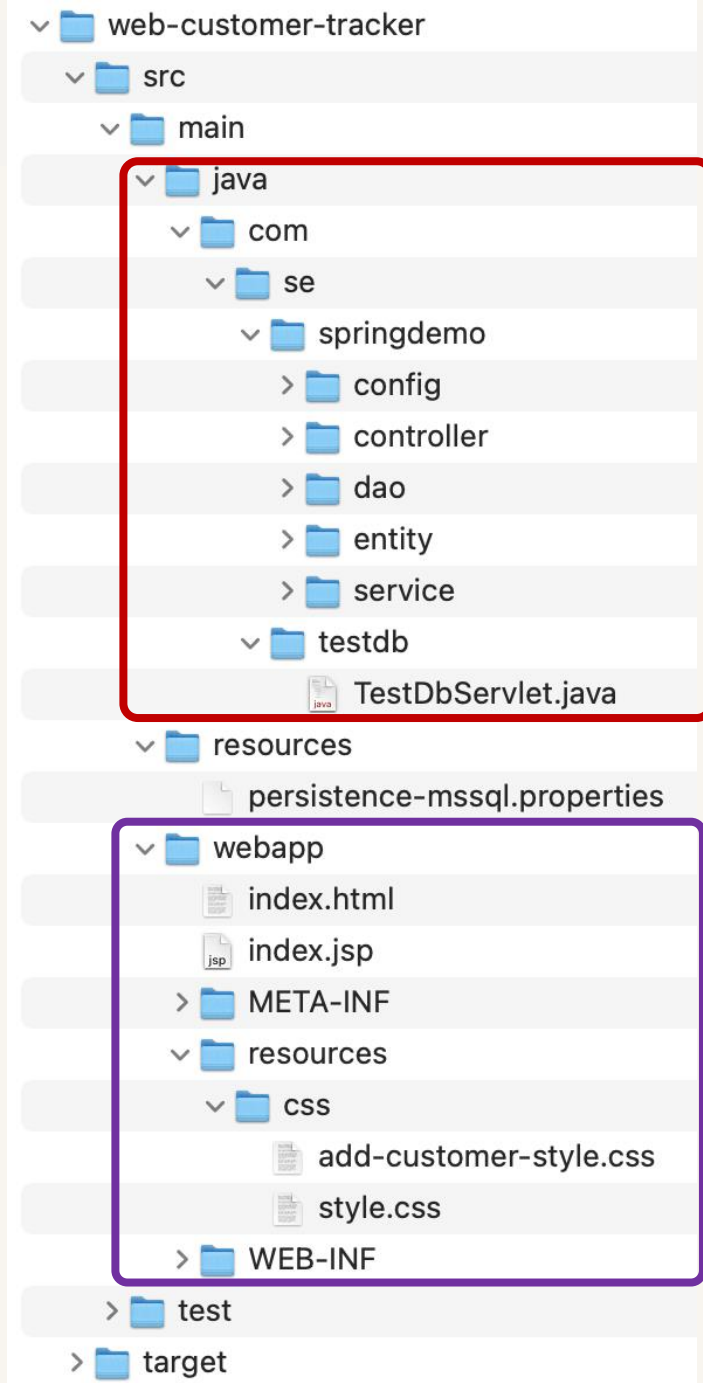 web-customer-tracker
src
main
java
com
se
springdemo
config
controller
dao
entity
service
testdb
java TestDbServlet.java
resources
persistence-mssql.properties
webapp
index.html
jsp index.jsp
META-INF
resources
css
add-customer-style.css
style.css
WEB-INF
test
target